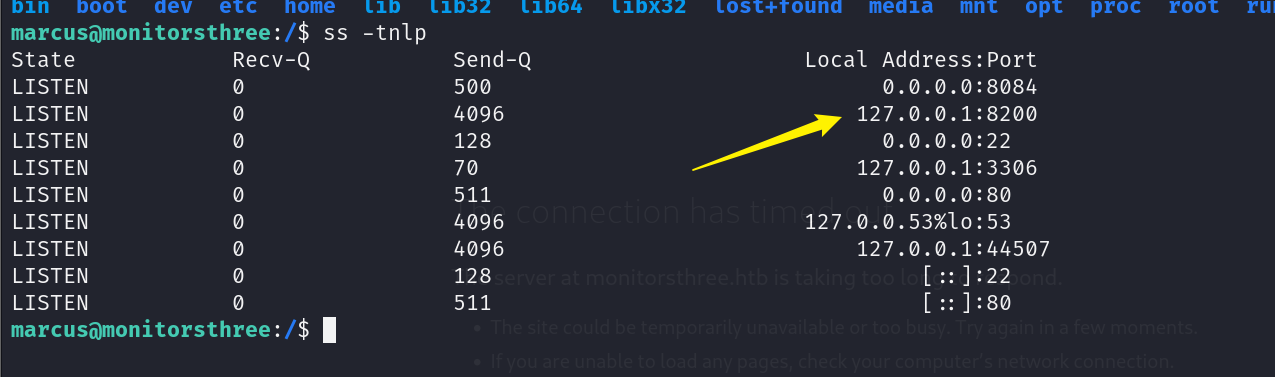 bin boot dev etc home lib lib32 lib64 libx32 lost+found media mnt opt proc root ru
marcus@monitorsthree:/$ ss -tnlp
State Recv-Q Send-Q Local Address:Port
LISTEN 0 500 0.0.0.0:8084
LISTEN 0 4096 127.0.0.1:8200
LISTEN 0 128 0.0.0.0:22
LISTEN 0 70 127.0.0.1:3306
LISTEN 0 511 0.0.0.0:80
LISTEN 0 4096 127.0.0.53%lo:53
LISTEN 0 4096 127.0.0.1:44507
LISTEN 0 128 [::]:22
LISTEN 0 511 [::]:80
marcus@monitorsthree:/$
connection has timed
server at monitorsthree.htb is taking too
The site could be temporarily unavailable or too busy. Try again in a few moments.
If you are unable to load any pages, check your computer's network connection.